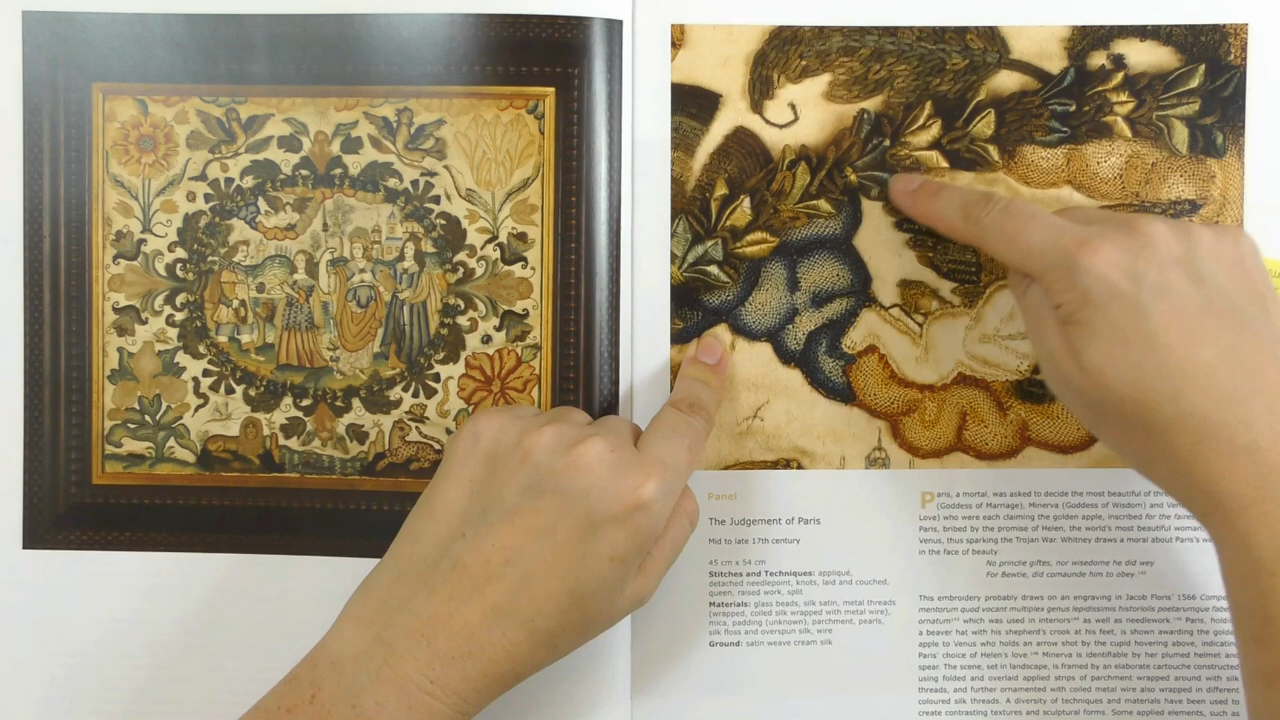 Panel
The Judgement of Paris
Mid to late 17th century
45 cm x 54 cm
Stitches and Techniques: appliqué,
detached needlepoint, knots, laid and couched,
queen, raised work, split
Materials: glass beads, silk satin, metal threads
(wrapped, coiled silk wrapped with metal wire),
mica, padding (unknown), parchment, pearls,
silk floss and overspun silk, wire
Ground: satin weave cream silk
Paris, a mortal, was asked to decide the most beautiful of
(Goddess of Marriage), Minerva (Goddess of Wisdom) and
Love) who were each claiming the golden apple, inscribed for the
Paris, bribed by the promise of Helen, the world's most beautiful woman,
Venus, thus sparking the Trojan War. Whitney draws a moral about Paris's
in the face of beauty:
No princlie giftes, nor wisedome he did wey
For Bewtie, did comaunde him to obey.
This embroidery probably draws on an engraving in Jacob Floris' 1566
mentorum quod vocant multiplex genus lepidissimis historiolis poetarumque
ornatum which was used in interiors as well as needlework. Paris,
a beaver hat with his shepherd's crook at his feet, is shown awarding the
apple to Venus who holds an arrow shot by the cupid hovering above,
Paris' choice of Helen's love. Minerva is identifiable by her plumed helmet and
spear. The scene, set in landscape, is framed by an elaborate cartouche constructed
using folded and overlaid applied strips of parchment wrapped around with silk
threads, and further ornamented with coiled metal wire also wrapped in different
coloured silk threads. A diversity of techniques and materials have been used to
create contrasting textures and sculptural forms. Some applied elements, such as